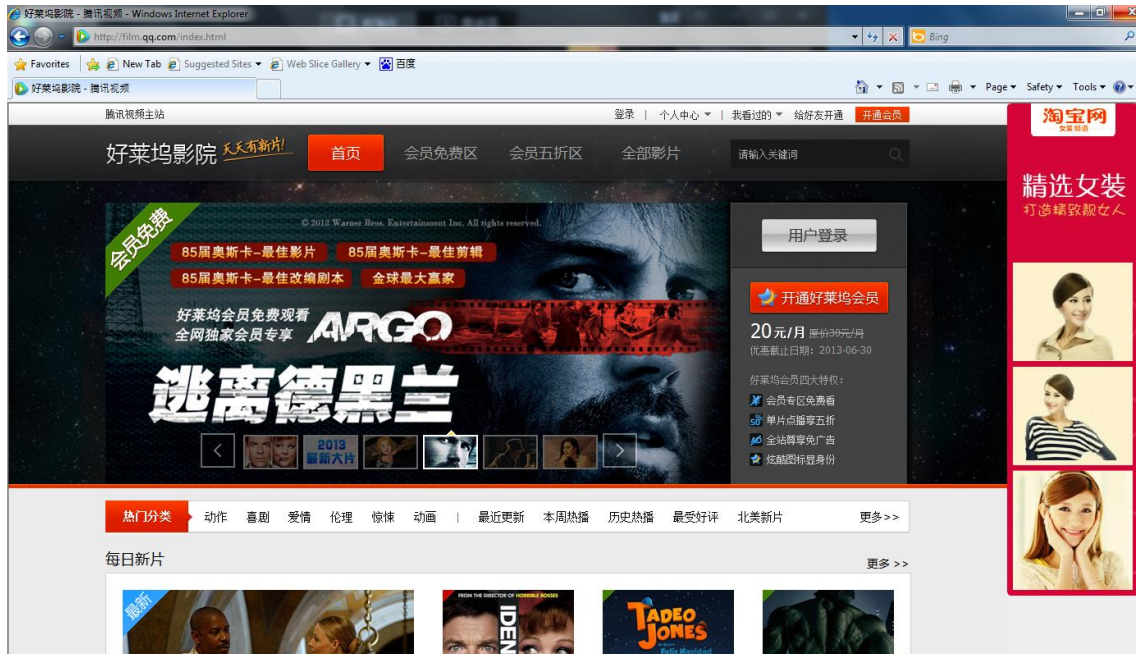 好莱坞影院 - 腾讯视频 - Windows Internet Explorer
http://film.qq.com/index.html
Bing
Favorites New Tab Suggested Sites Web Slice Gallery 百度
好莱坞影院 - 腾讯视频
Page Safety Tools
腾讯视频主站 登录 | 个人中心 | 我看过的 给好友开通 开通会员
好莱坞影院 天天有新片! 首页 会员免费区 会员五折区 全部影片 请输入关键词
会员免费
© 2012 Warner Bros. Entertainment Inc. All rights reserved.
85届奥斯卡-最佳影片 85届奥斯卡-最佳剪辑
85届奥斯卡-最佳改编剧本 金球最大赢家
好莱坞会员免费观看
全网独家会员专享
ARGO
逃离德黑兰
2013
最新大片
用户登录
开通好莱坞会员
20元/月 原价30元/月
优惠截止日期：2013-06-30
好莱坞会员四大特权：
会员专区免费看
单片点播享五折
全站尊享免广告
炫酷图标显身份
淘宝网
女装频道
精选女装
打造精致靓女人
热门分类 动作 喜剧 爱情 伦理 惊悚 动画 | 最近更新 本周热播 历史热播 最受好评 北美新片 更多>>
每日新片 更多 >>
最新
FROM THE DIRECTOR OF HORRIBLE BOSSES
IDEN
TADEO
JONES
Feliz Navidad